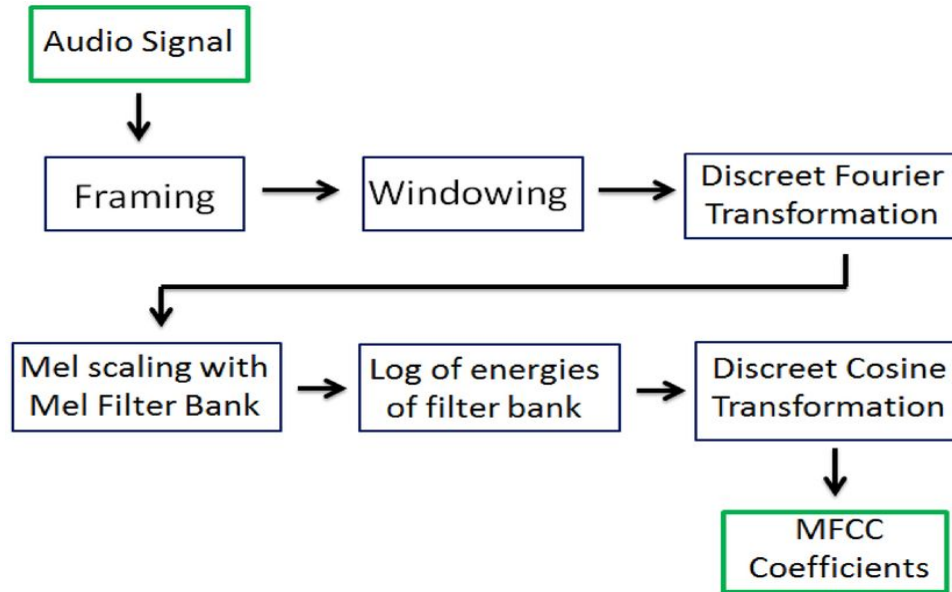 Audio Signal
Framing
Windowing
Discreet Fourier
Transformation
Mel scaling with
Mel Filter Bank
Log of energies
of filter bank
Discreet Cosine
Transformation
MFCC
Coefficients